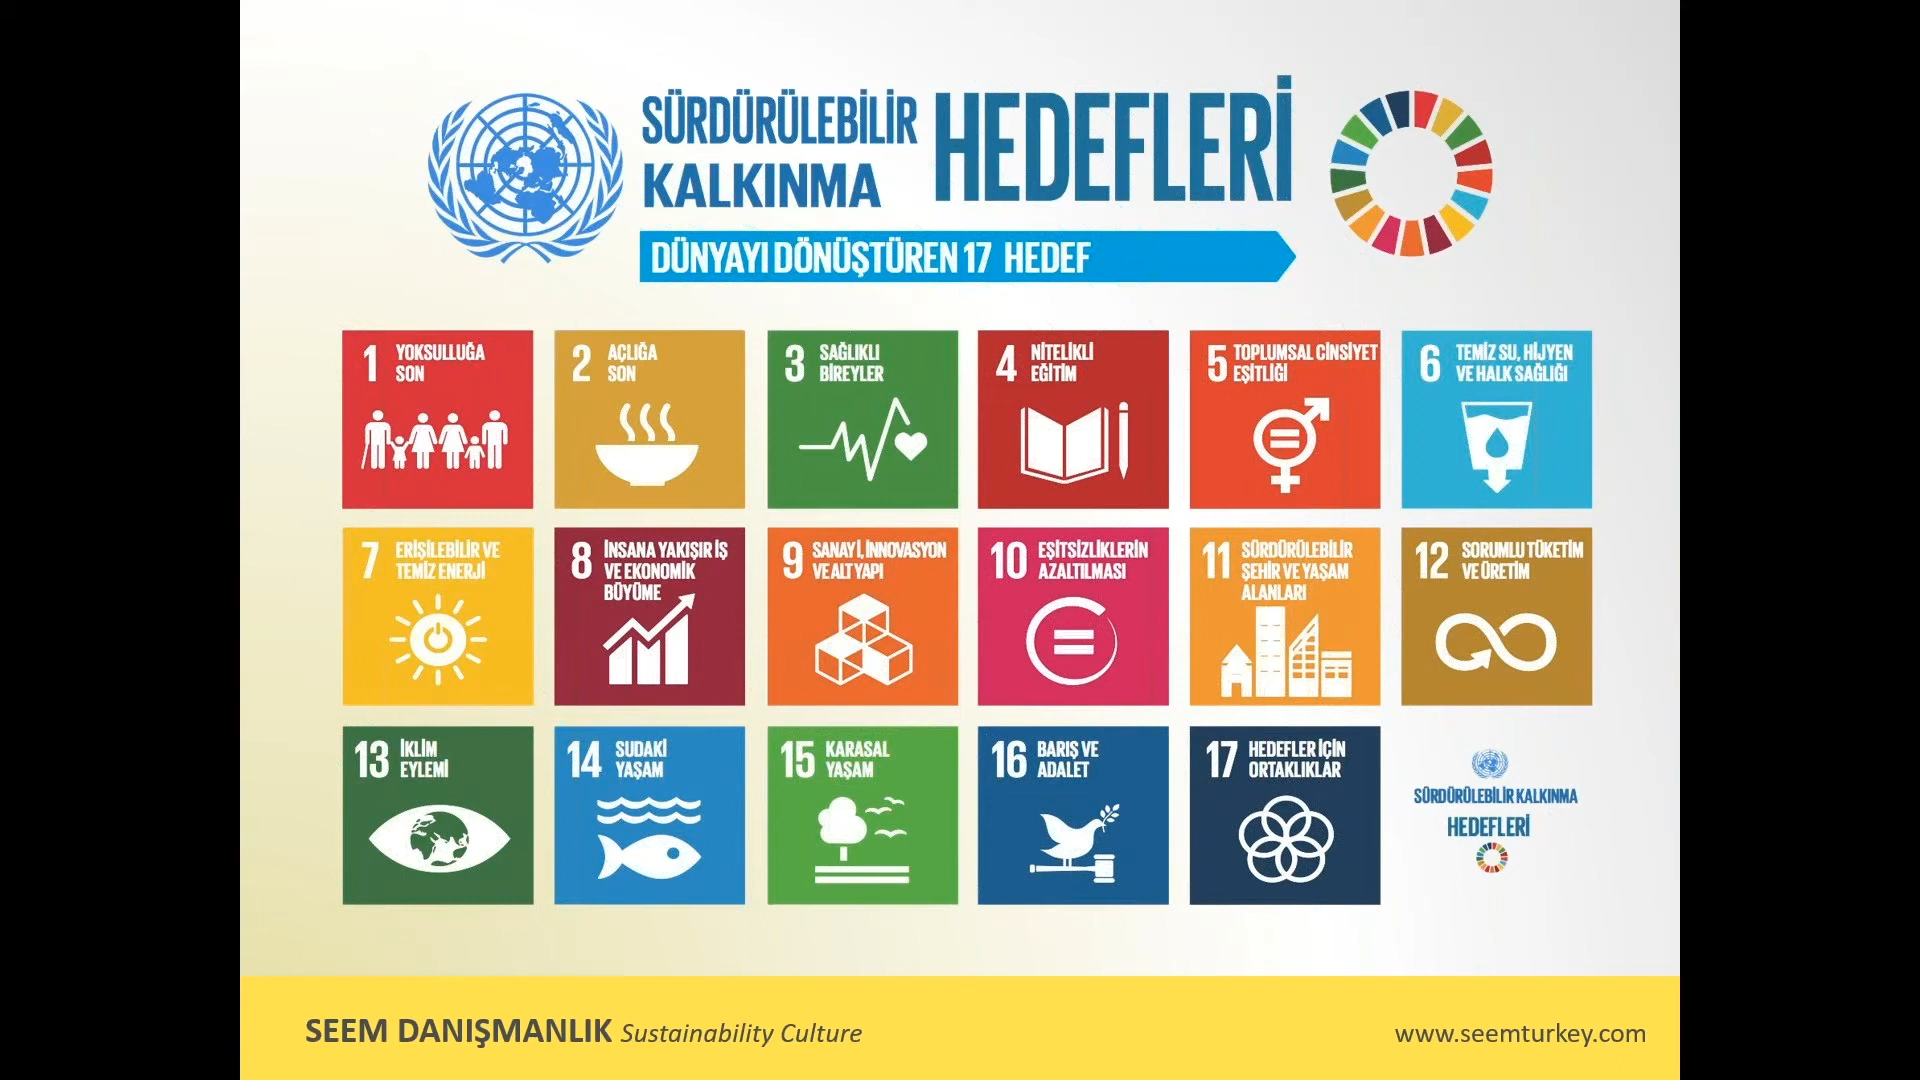 SÜRDÜRÜLEBİLİR
KALKINMA
HEDEFLERİ
DÜNYAYI DÖNÜŞTÜREN 17 HEDEF
1 YOKSULLUĞA
SON
2 AÇLIĞA
SON
3 SAĞLIKLI
BİREYLER
4 NİTELİKLİ
EĞİTİM
5 TOPLUMSAL CİNSİYET
EŞİTLİĞİ
6 TEMİZ SU, HİJYEN
VE HALK SAĞLIĞI
7 ERİŞİLEBİLİR VE
TEMİZ ENERJİ
8 İNSANA YAKIŞIR İŞ
VE EKONOMİK
BÜYÜME
9 SANAYİ, İNNOVASYON
VE ALT YAPI
10 EŞİTSİZLİKLERİN
AZALTILMASI
11 SÜRDÜRÜLEBİLİR
ŞEHİR VE YAŞAM
ALANLARI
12 SORUMLU TÜKETİM
VE ÜRETİM
13 İKLİM
EYLEMİ
14 SUDAKİ
YAŞAM
15 KARASAL
YAŞAM
16 BARIŞ VE
ADALET
17 HEDEFLER İÇİN
ORTAKLIKLAR
SÜRDÜRÜLEBİLİR KALKINMA
HEDEFLERİ
SEEM DANIŞMANLIK Sustainability Culture
www.seemturkey.com